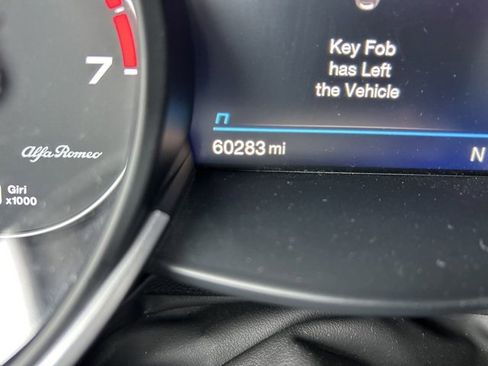 Key Fob
has Left
the Vehicle
7
n
60283 mi
N
Alfa Romeo
Giri
x1000